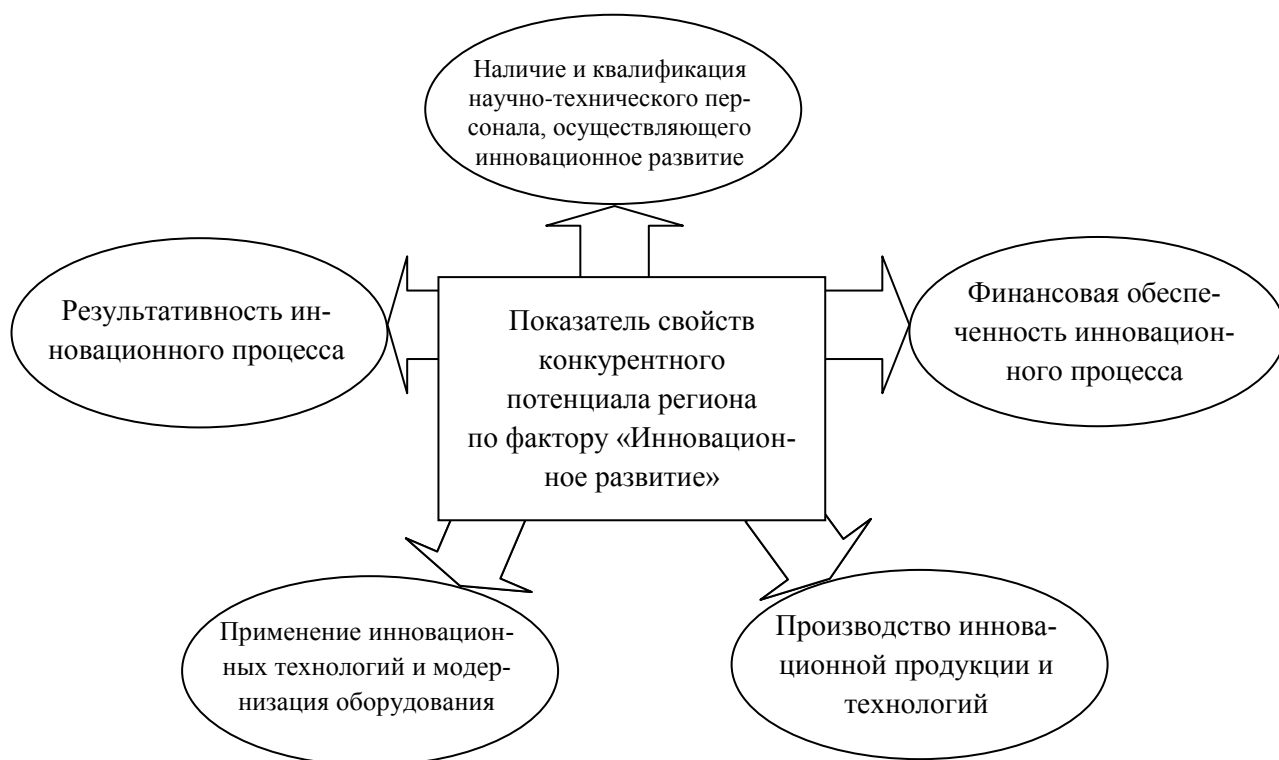 Наличие и квалификация
научно-технического пер-
сонала, осуществляющего
инновационное развитие
Результативность ин-
новационного процесса
Показатель свойств
конкурентного
потенциала региона
по фактору «Инновацион-
ное развитие»
Финансовая обеспе-
ченность инновацион-
ного процесса
Применение инновацион-
ных технологий и модер-
низация оборудования
Производство иннова-
ционной продукции и
технологий